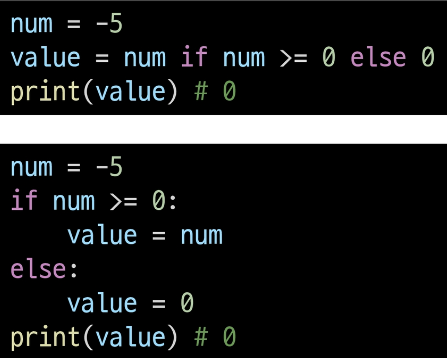 num = -5
value = num if num >= 0 else 0
print(value) # 0
num = -5
if num >= 0:
    value = num
else:
    value = 0
print(value) # 0